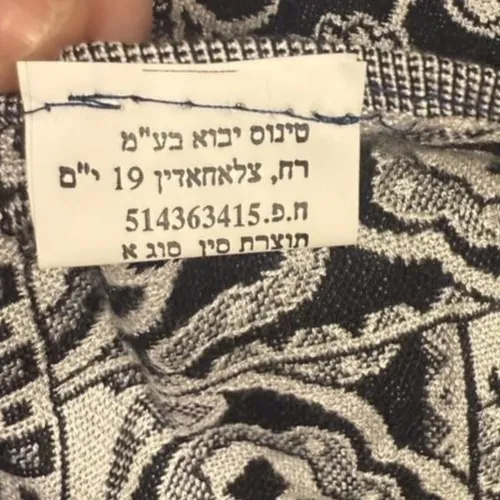 טינוס יבוא בע"מ
רח, צלאחאדין 19 י"ם
ח.פ.514363415
תוצרת סין סוג א